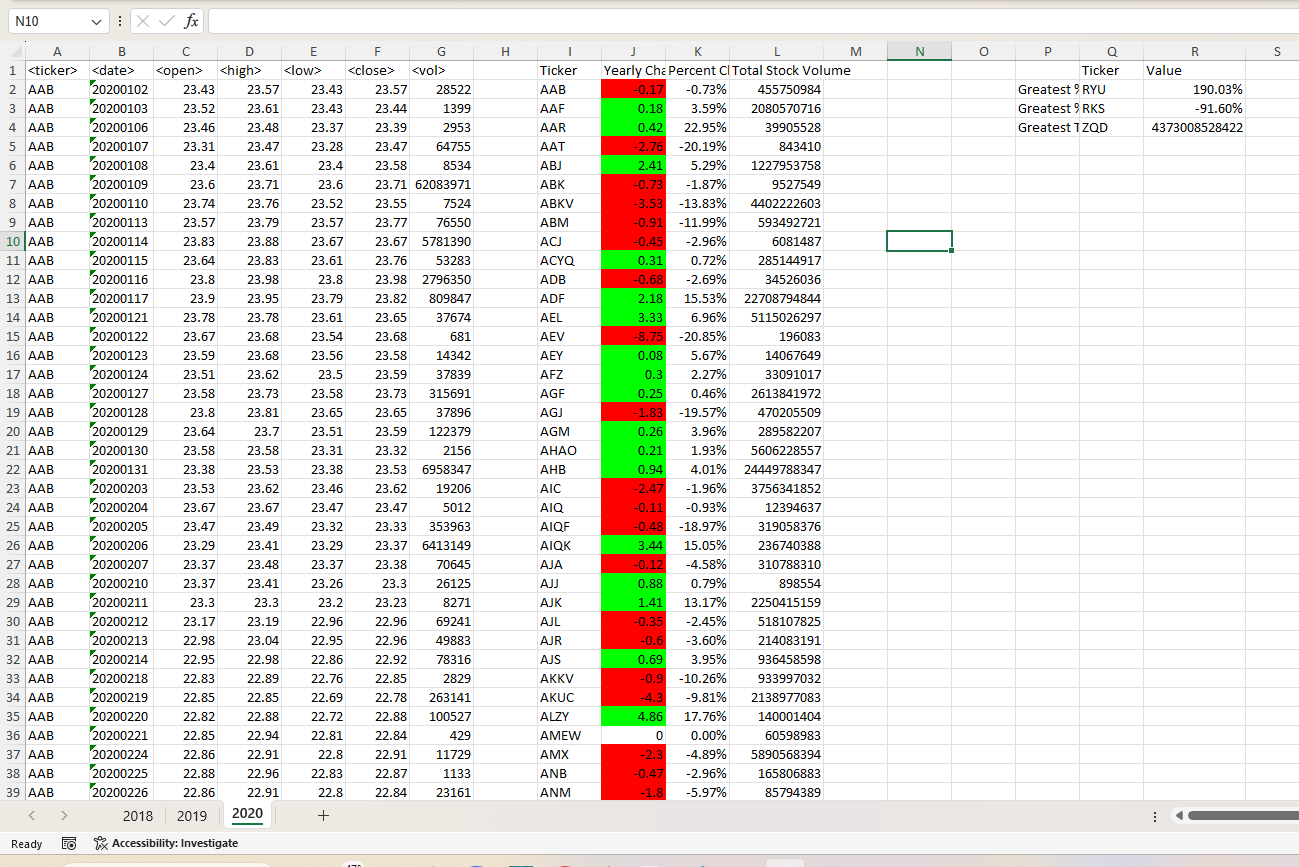 N10 fx
A B C D E F G H I J K L M N O P Q R S
1 <ticker> <date> <open> <high> <low> <close> <vol> Ticker Yearly Cha Percent Cl Total Stock Volume Ticker Value
2 AAB 20200102 23.43 23.57 23.43 23.57 28522 AAB -0.17 -0.73% 455750984 Greatest % RYU 190.03%
3 AAB 20200103 23.52 23.61 23.43 23.44 1399 AAF 0.18 3.59% 2080570716 Greatest % RKS -91.60%
4 AAB 20200106 23.46 23.48 23.37 23.39 2953 AAR 0.42 22.95% 39905528 Greatest T ZQD 4373008528422
5 AAB 20200107 23.31 23.47 23.28 23.47 64755 AAT -2.76 -20.19% 843410
6 AAB 20200108 23.4 23.61 23.4 23.58 8534 ABJ 2.41 5.29% 1227953758
7 AAB 20200109 23.6 23.71 23.6 23.71 62083971 ABK -0.73 -1.87% 9527549
8 AAB 20200110 23.74 23.76 23.52 23.55 7524 ABKV -3.53 -13.83% 4402222603
9 AAB 20200113 23.57 23.79 23.57 23.77 76550 ABM -0.91 -11.99% 593492721
10 AAB 20200114 23.83 23.88 23.67 23.67 5781390 ACJ -0.45 -2.96% 6081487
11 AAB 20200115 23.64 23.83 23.61 23.76 53283 ACYQ 0.31 0.72% 285144917
12 AAB 20200116 23.8 23.98 23.8 23.98 2796350 ADB -0.68 -2.69% 34526036
13 AAB 20200117 23.9 23.95 23.79 23.82 809847 ADF 2.18 15.53% 22708794844
14 AAB 20200121 23.78 23.78 23.61 23.65 37674 AEL 3.33 6.96% 5115026297
15 AAB 20200122 23.67 23.68 23.54 23.68 681 AEV -8.75 -20.85% 196083
16 AAB 20200123 23.59 23.68 23.56 23.58 14342 AEY 0.08 5.67% 14067649
17 AAB 20200124 23.51 23.62 23.5 23.59 37839 AFZ 0.3 2.27% 33091017
18 AAB 20200127 23.58 23.73 23.58 23.73 315691 AGF 0.25 0.46% 2613841972
19 AAB 20200128 23.8 23.81 23.65 23.65 37896 AGJ -1.83 -19.57% 470205509
20 AAB 20200129 23.64 23.7 23.51 23.59 122379 AGM 0.26 3.96% 289582207
21 AAB 20200130 23.58 23.58 23.31 23.32 2156 AHAO 0.21 1.93% 5606228557
22 AAB 20200131 23.38 23.53 23.38 23.53 6958347 AHB 0.94 4.01% 24449788347
23 AAB 20200203 23.53 23.62 23.46 23.62 19206 AIC -2.47 -1.96% 3756341852
24 AAB 20200204 23.67 23.67 23.47 23.47 5012 AIQ -0.11 -0.93% 12394637
25 AAB 20200205 23.47 23.49 23.32 23.33 353963 AIQF -0.48 -18.97% 319058376
26 AAB 20200206 23.29 23.41 23.29 23.37 6413149 AIQK 3.44 15.05% 236740388
27 AAB 20200207 23.37 23.48 23.37 23.38 70645 AJA -0.12 -4.58% 310788310
28 AAB 20200210 23.37 23.41 23.26 23.3 26125 AJJ 0.88 0.79% 898554
29 AAB 20200211 23.3 23.3 23.2 23.23 8271 AJK 1.41 13.17% 2250415159
30 AAB 20200212 23.17 23.19 22.96 22.96 69241 AJL -0.35 -2.45% 518107825
31 AAB 20200213 22.98 23.04 22.95 22.96 49883 AJR -0.6 -3.60% 214083191
32 AAB 20200214 22.95 22.98 22.86 22.92 78316 AJS 0.69 3.95% 936458598
33 AAB 20200218 22.83 22.89 22.76 22.85 2829 AKKV -0.9 -10.26% 933997032
34 AAB 20200219 22.85 22.85 22.69 22.78 263141 AKUC -4.3 -9.81% 2138977083
35 AAB 20200220 22.82 22.88 22.72 22.88 100527 ALZY 4.86 17.76% 140001404
36 AAB 20200221 22.85 22.94 22.81 22.84 429 AMEW 0 0.00% 60598983
37 AAB 20200224 22.86 22.91 22.8 22.91 11729 AMX -2.3 -4.89% 5890568394
38 AAB 20200225 22.88 22.96 22.83 22.87 1133 ANB -0.47 -2.96% 165806883
39 AAB 20200226 22.86 22.91 22.8 22.84 23161 ANM -1.8 -5.97% 85794389
2018 2019 2020 +
Ready Accessibility: Investigate